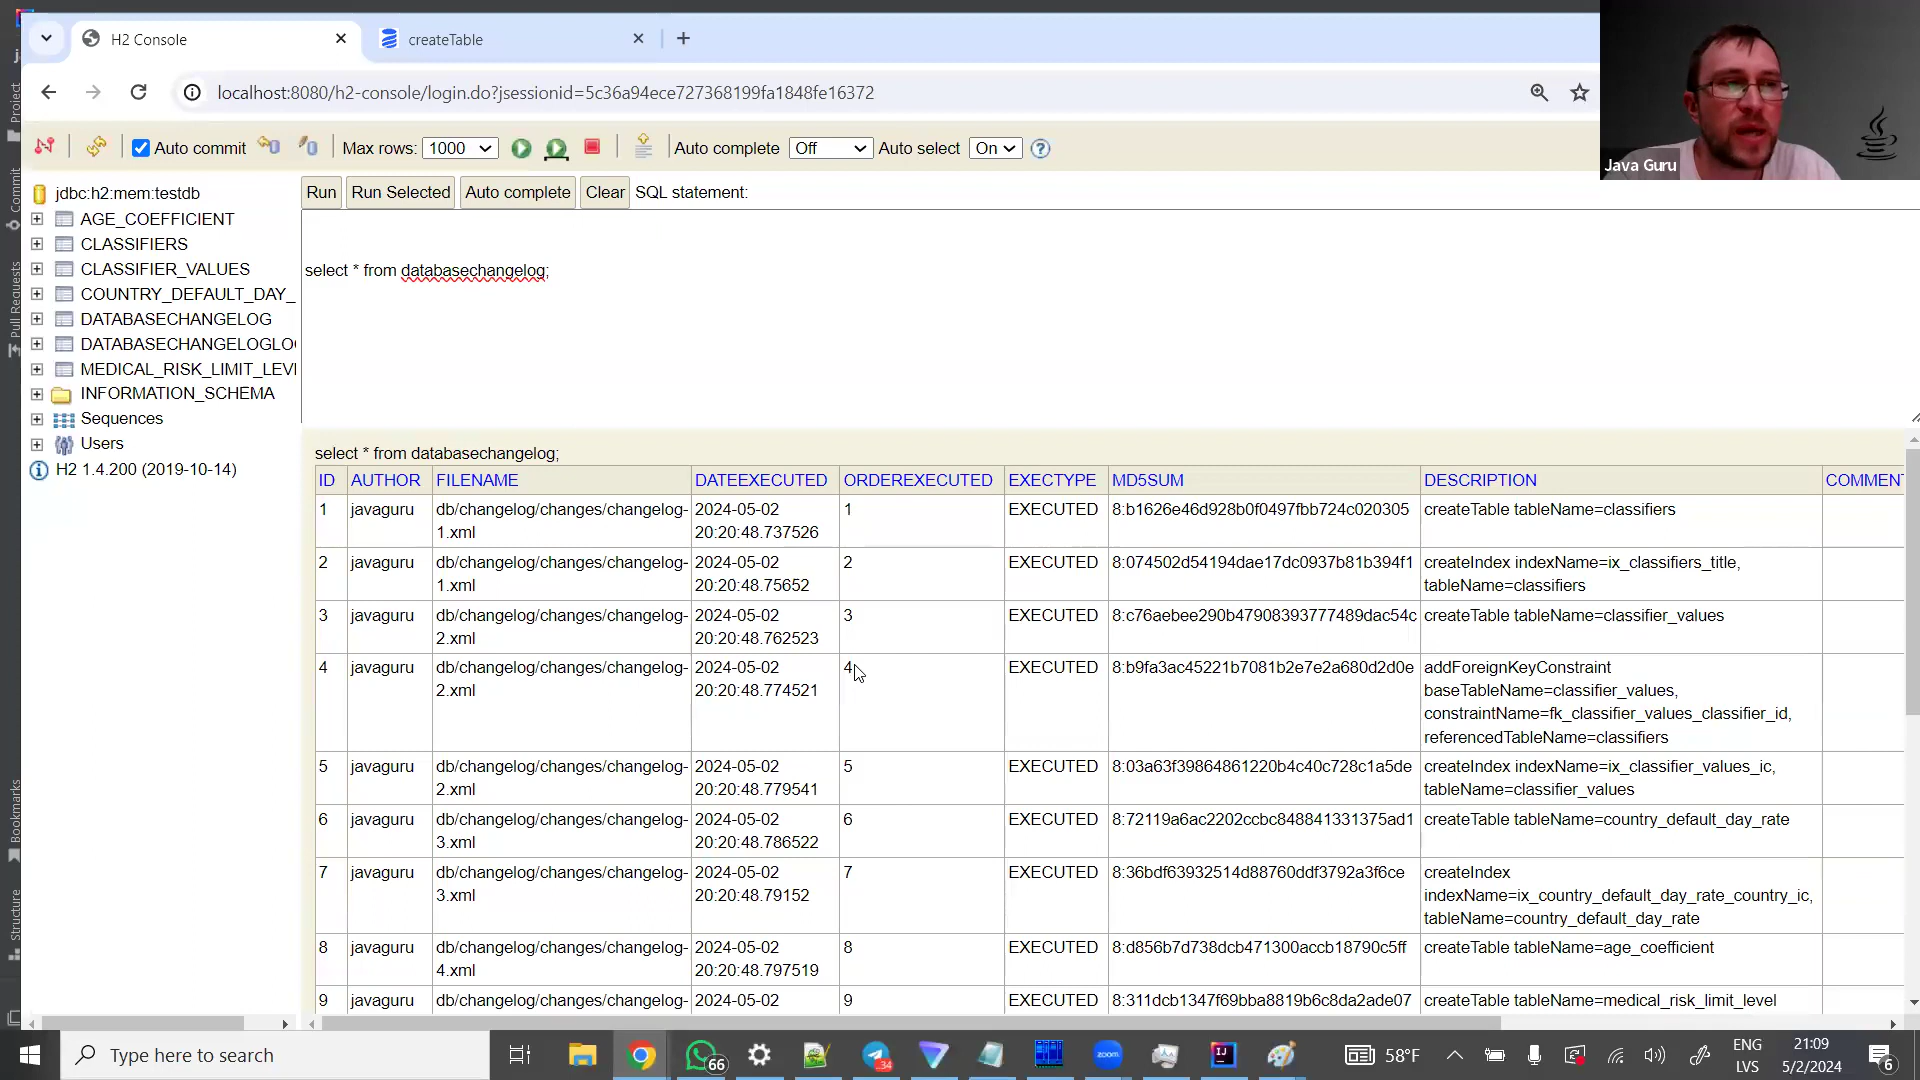 H2 Console
createTable
localhost:8080/h2-console/login.do?jsessionid=5c36a94ece727368199fa1848fe16372
Java Guru
Auto commit
Max rows: 1000
Auto complete Off
Auto select On
Project
Commit
Pull Requests
Bookmarks
Structure
jdbc:h2:mem:testdb
AGE_COEFFICIENT
CLASSIFIERS
CLASSIFIER_VALUES
COUNTRY_DEFAULT_DAY_
DATABASECHANGELOG
DATABASECHANGELOGLO
MEDICAL_RISK_LIMIT_LEV
INFORMATION_SCHEMA
Sequences
Users
H2 1.4.200 (2019-10-14)
Run Run Selected Auto complete Clear SQL statement:
select * from databasechangelog;
select * from databasechangelog;
ID AUTHOR FILENAME DATEEXECUTED ORDEREXECUTED EXECTYPE MD5SUM DESCRIPTION COMMEN
1 javaguru db/changelog/changes/changelog- 2024-05-02 1 EXECUTED 8:b1626e46d928b0f0497fbb724c020305 createTable tableName=classifiers
1.xml 20:20:48.737526
2 javaguru db/changelog/changes/changelog- 2024-05-02 2 EXECUTED 8:074502d54194dae17dc0937b81b394f1 createIndex indexName=ix_classifiers_title,
1.xml 20:20:48.75652 tableName=classifiers
3 javaguru db/changelog/changes/changelog- 2024-05-02 3 EXECUTED 8:c76aebee290b47908393777489dac54c createTable tableName=classifier_values
2.xml 20:20:48.762523
4 javaguru db/changelog/changes/changelog- 2024-05-02 4 EXECUTED 8:b9fa3ac45221b7081b2e7e2a680d2d0e addForeignKeyConstraint
2.xml 20:20:48.774521 baseTableName=classifier_values,
constraintName=fk_classifier_values_classifier_id,
referencedTableName=classifiers
5 javaguru db/changelog/changes/changelog- 2024-05-02 5 EXECUTED 8:03a63f39864861220b4c40c728c1a5de createIndex indexName=ix_classifier_values_ic,
2.xml 20:20:48.779541 tableName=classifier_values
6 javaguru db/changelog/changes/changelog- 2024-05-02 6 EXECUTED 8:72119a6ac2202ccbc848841331375ad1 createTable tableName=country_default_day_rate
3.xml 20:20:48.786522
7 javaguru db/changelog/changes/changelog- 2024-05-02 7 EXECUTED 8:36bdf63932514d88760ddf3792a3f6ce createIndex
3.xml 20:20:48.79152 indexName=ix_country_default_day_rate_country_ic,
tableName=country_default_day_rate
8 javaguru db/changelog/changes/changelog- 2024-05-02 8 EXECUTED 8:d856b7d738dcb471300accb18790c5ff createTable tableName=age_coefficient
4.xml 20:20:48.797519
9 javaguru db/changelog/changes/changelog- 2024-05-02 9 EXECUTED 8:311dcb1347f69bba8819b6c8da2ade07 createTable tableName=medical_risk_limit_level
Type here to search
66
34
zoom
58°F
ENG
LVS
21:09
5/2/2024
6